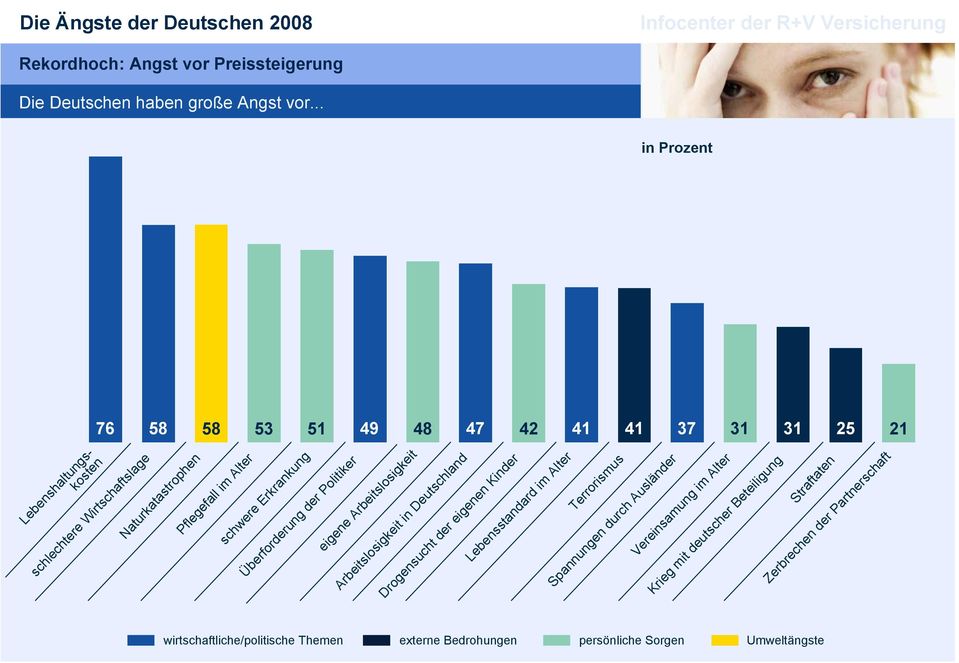 Die Ängste der Deutschen 2008
Infocenter der R+V Versicherung
Rekordhoch: Angst vor Preissteigerung
Die Deutschen haben große Angst vor...
in Prozent
76 58 58 53 51 49 48 47 42 41 41 37 31 31 25 21
Lebenshaltungs-
kosten
schlechtere Wirtschaftslage
Naturkatastrophen
Pflegefall im Alter
schwere Erkrankung
Überforderung der Politiker
eigene Arbeitslosigkeit
Arbeitslosigkeit in Deutschland
Drogensucht der eigenen Kinder
Lebensstandard im Alter
Terrorismus
Spannungen durch Ausländer
Vereinsamung im Alter
Krieg mit deutscher Beteiligung
Straftaten
Zerbrechen der Partnerschaft
wirtschaftliche/politische Themen externe Bedrohungen persönliche Sorgen Umweltängste